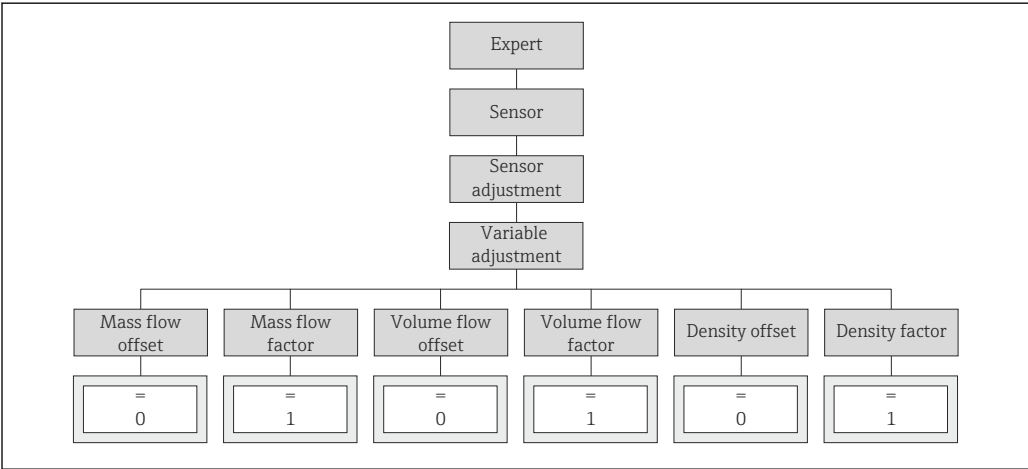 Expert
Sensor
Sensor
adjustment
Variable
adjustment
Mass flow
offset
Mass flow
factor
Volume flow
offset
Volume flow
factor
Density offset
Density factor
=
0
=
1
=
0
=
1
=
0
=
1